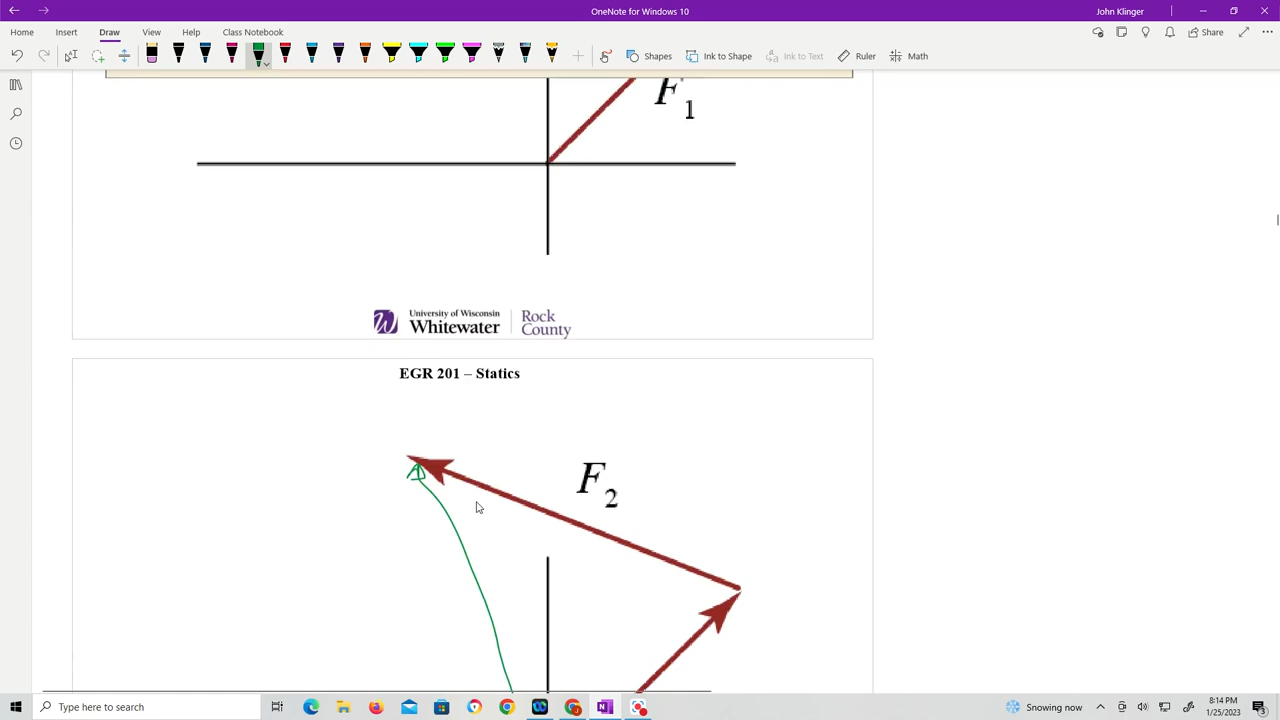 OneNote for Windows 10
John Klinger
Home
Insert
Draw
View
Help
Class Notebook
Share
Shapes
Ink to Shape
Ink to Text
Ruler
Math
F1
University of Wisconsin
Whitewater
Rock
County
EGR 201 – Statics
F2
Type here to search
Snowing now
8:14 PM
1/25/2023